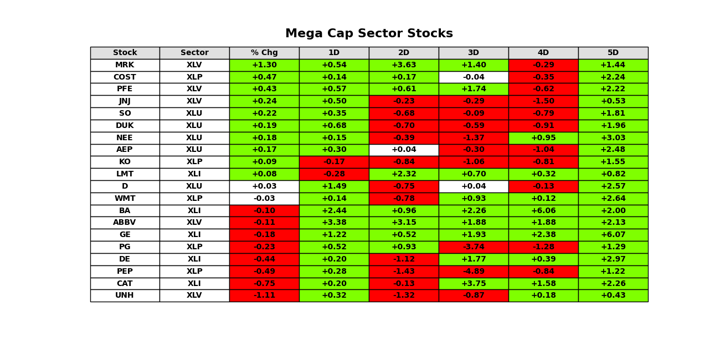 Mega Cap Sector Stocks
Stock Sector % Chg 1D 2D 3D 4D 5D
MRK XLV +1.30 +0.54 +3.63 +1.40 -0.29 +1.44
COST XLP +0.47 +0.14 +0.17 -0.04 -0.35 +2.24
PFE XLV +0.43 +0.57 +0.61 +1.74 -0.62 +2.22
JNJ XLV +0.24 +0.50 -0.23 -0.29 -1.50 +0.53
SO XLU +0.22 +0.35 -0.68 -0.09 -0.79 +1.81
DUK XLU +0.19 +0.68 -0.70 -0.59 -0.91 +1.96
NEE XLU +0.18 +0.15 -0.39 -1.37 +0.95 +3.03
AEP XLU +0.17 +0.30 +0.04 -0.30 -1.04 +2.48
KO XLP +0.09 -0.17 -0.84 -1.06 -0.81 +1.55
LMT XLI +0.08 -0.28 +2.32 +0.70 +0.32 +0.82
D XLU +0.03 +1.49 -0.75 +0.04 -0.13 +2.57
WMT XLP -0.03 +0.14 -0.78 +0.93 +0.12 +2.64
BA XLI -0.10 +2.44 +0.96 +2.26 +6.06 +2.00
ABBV XLV -0.11 +3.38 +3.15 +1.88 +1.88 +2.13
GE XLI -0.18 +1.22 +0.52 +1.93 +2.38 +6.07
PG XLP -0.23 +0.52 +0.93 -3.74 -1.28 +1.29
DE XLI -0.44 +0.20 -1.12 +1.77 +0.39 +2.97
PEP XLP -0.49 +0.28 -1.43 -4.89 -0.84 +1.22
CAT XLI -0.75 +0.20 -0.13 +3.75 +1.58 +2.26
UNH XLV -1.11 +0.32 -1.32 -0.87 +0.18 +0.43